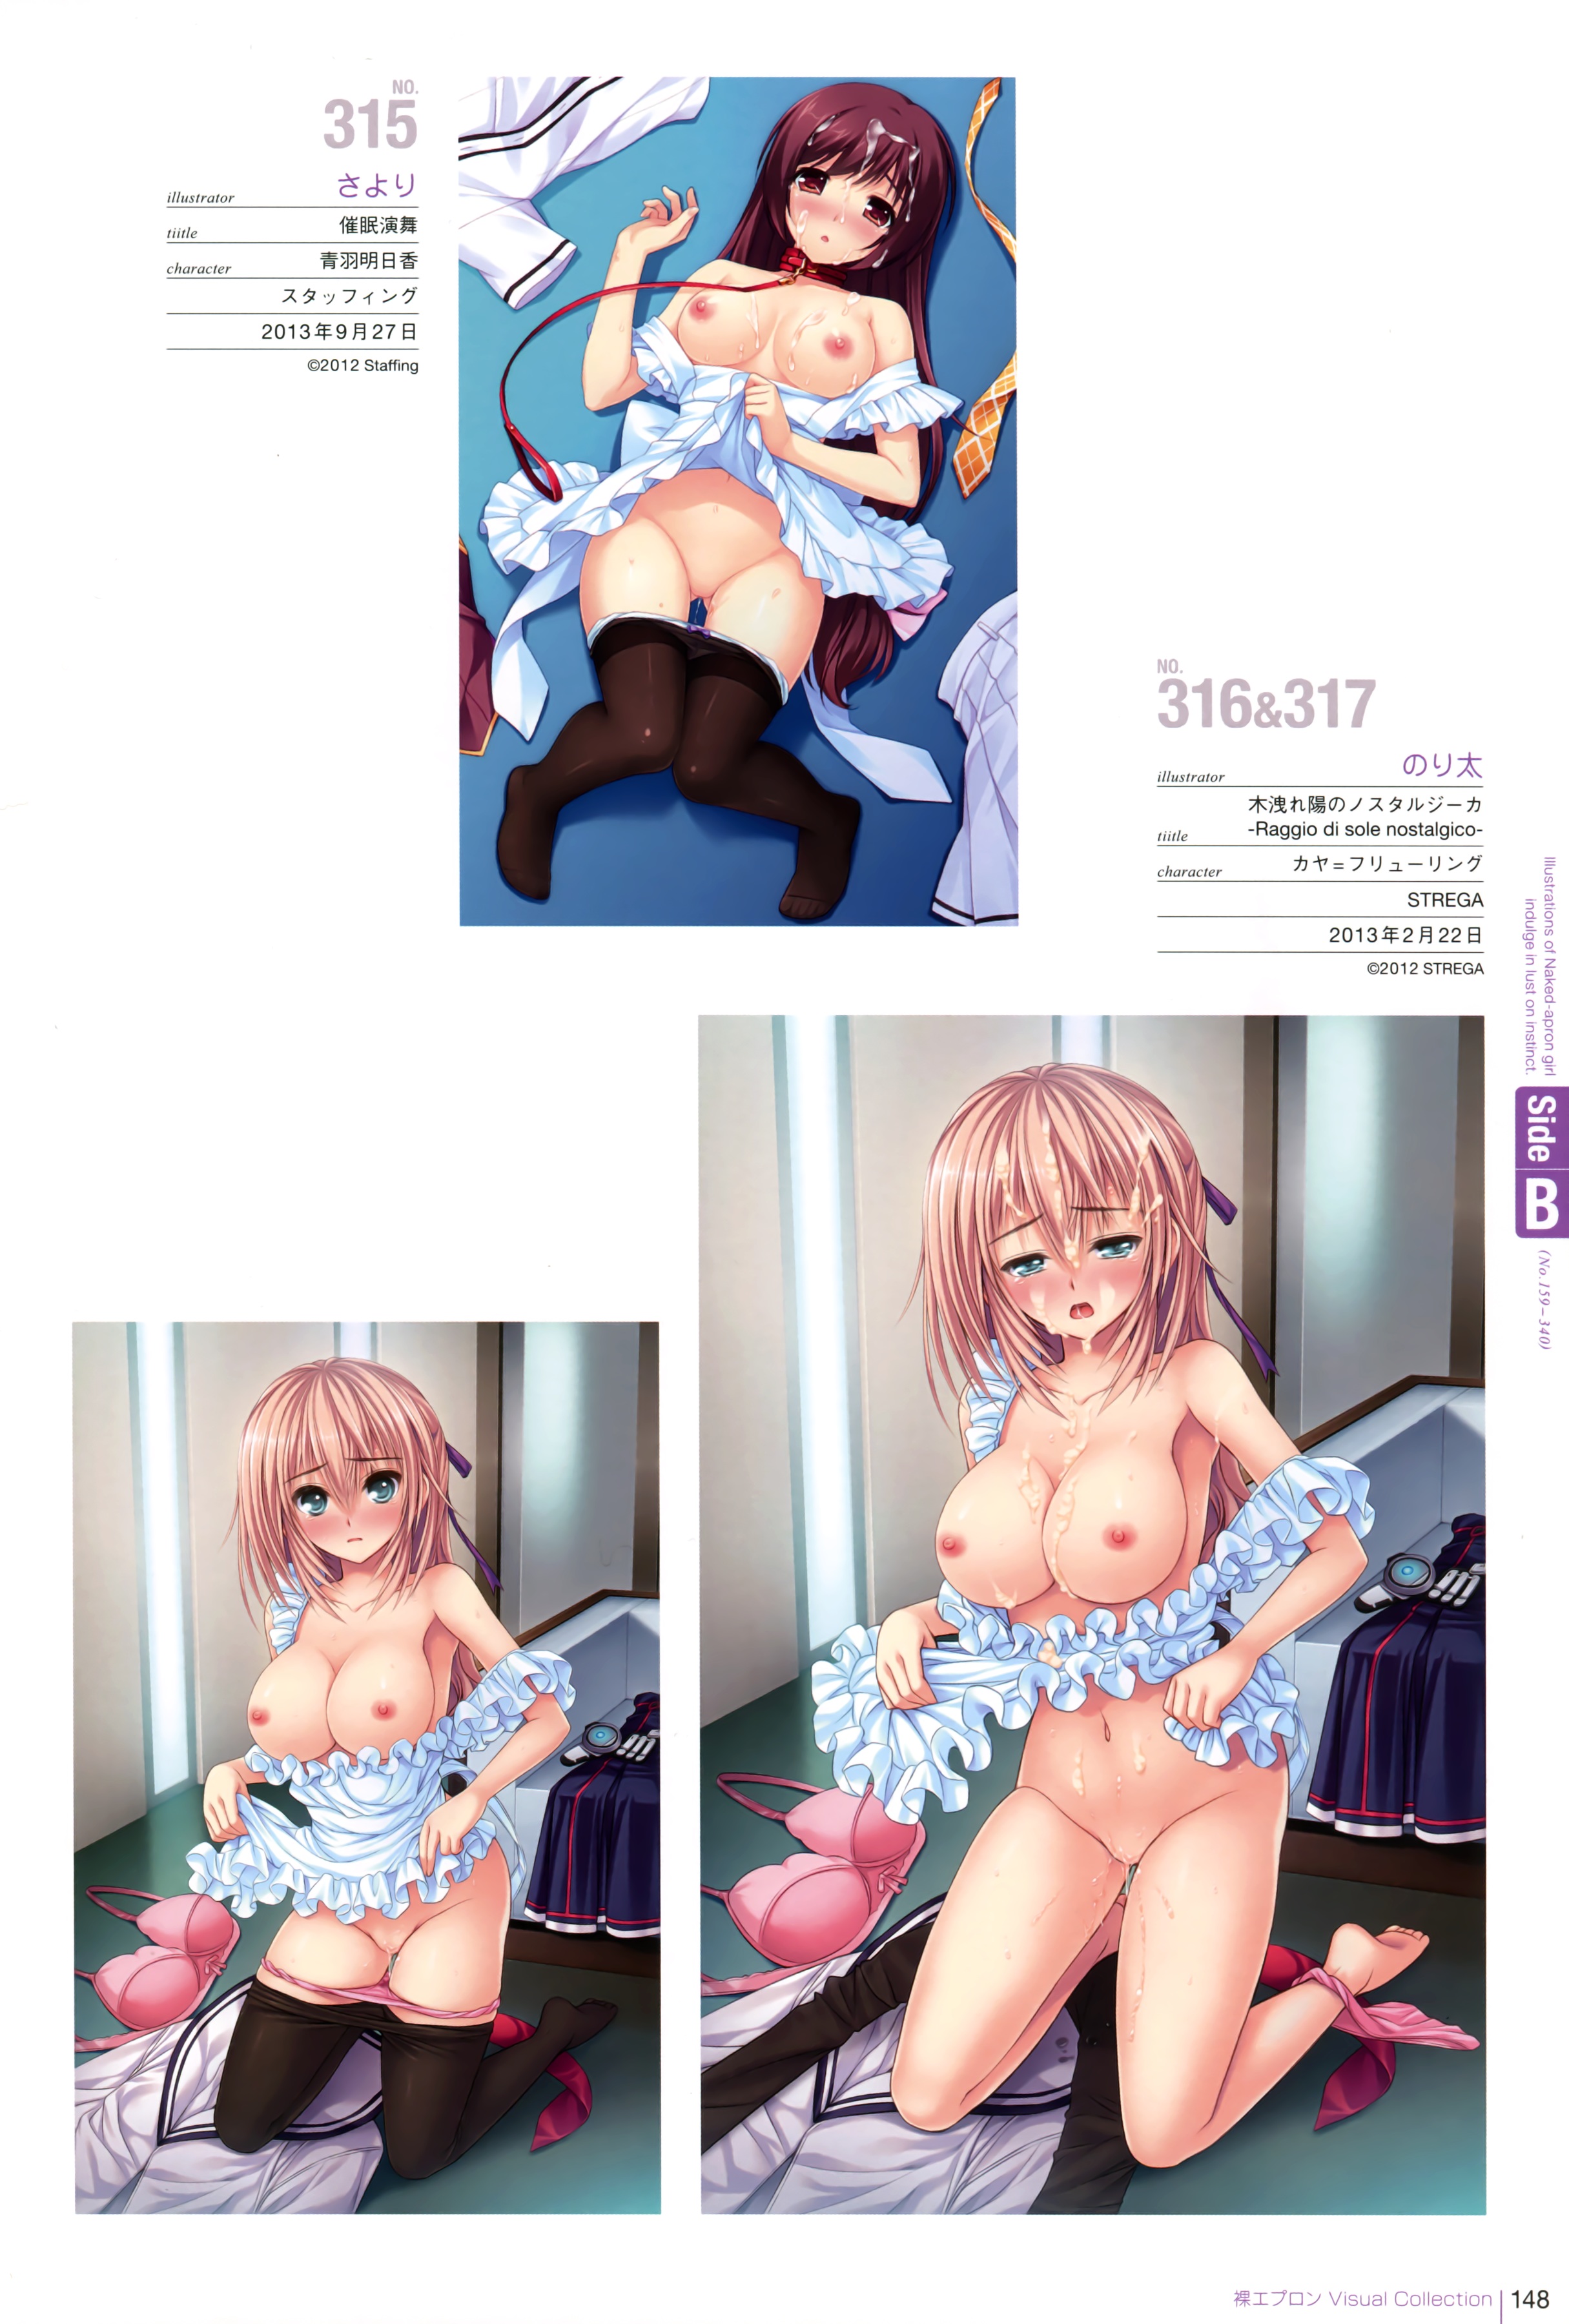 NO.
315
illustrator さより
tiitle 催眠演舞
character 青羽明日香
スタッフィング
2013年9月27日
©2012 Staffing
NO.
316&317
illustrator のり太
木洩れ陽のノスタルジーカ
tiitle -Raggio di sole nostalgico-
character カヤ=フリューリング
STREGA
2013年2月22日
©2012 STREGA
Illustrations of Naked-apron girl
indulge in lust on instinct.
Side B
(No.159–340)
裸エプロン Visual Collection 148